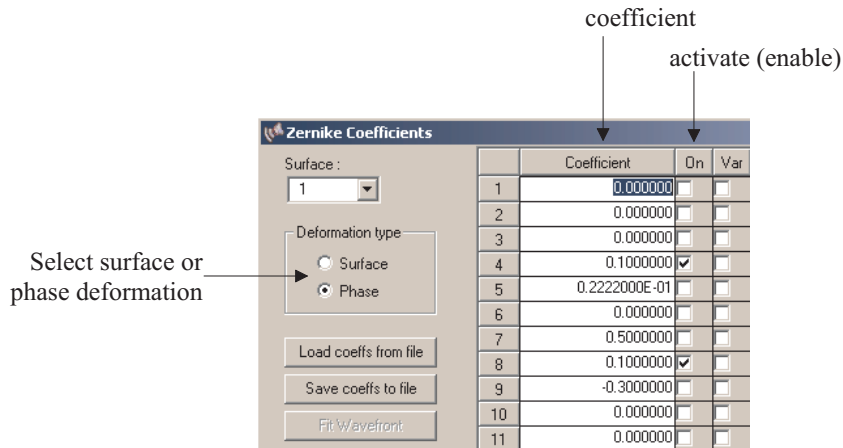 coefficient
activate (enable)
Zernike Coefficients
Surface :
1
Deformation type
Surface
Phase
Select surface or
phase deformation
Load coeffs from file
Save coeffs to file
Fit Wavefront
Coefficient On Var
1 0.000000
2 0.000000
3 0.000000
4 0.1000000
5 0.2222000E-01
6 0.000000
7 0.5000000
8 0.1000000
9 -0.3000000
10 0.000000
11 0.000000